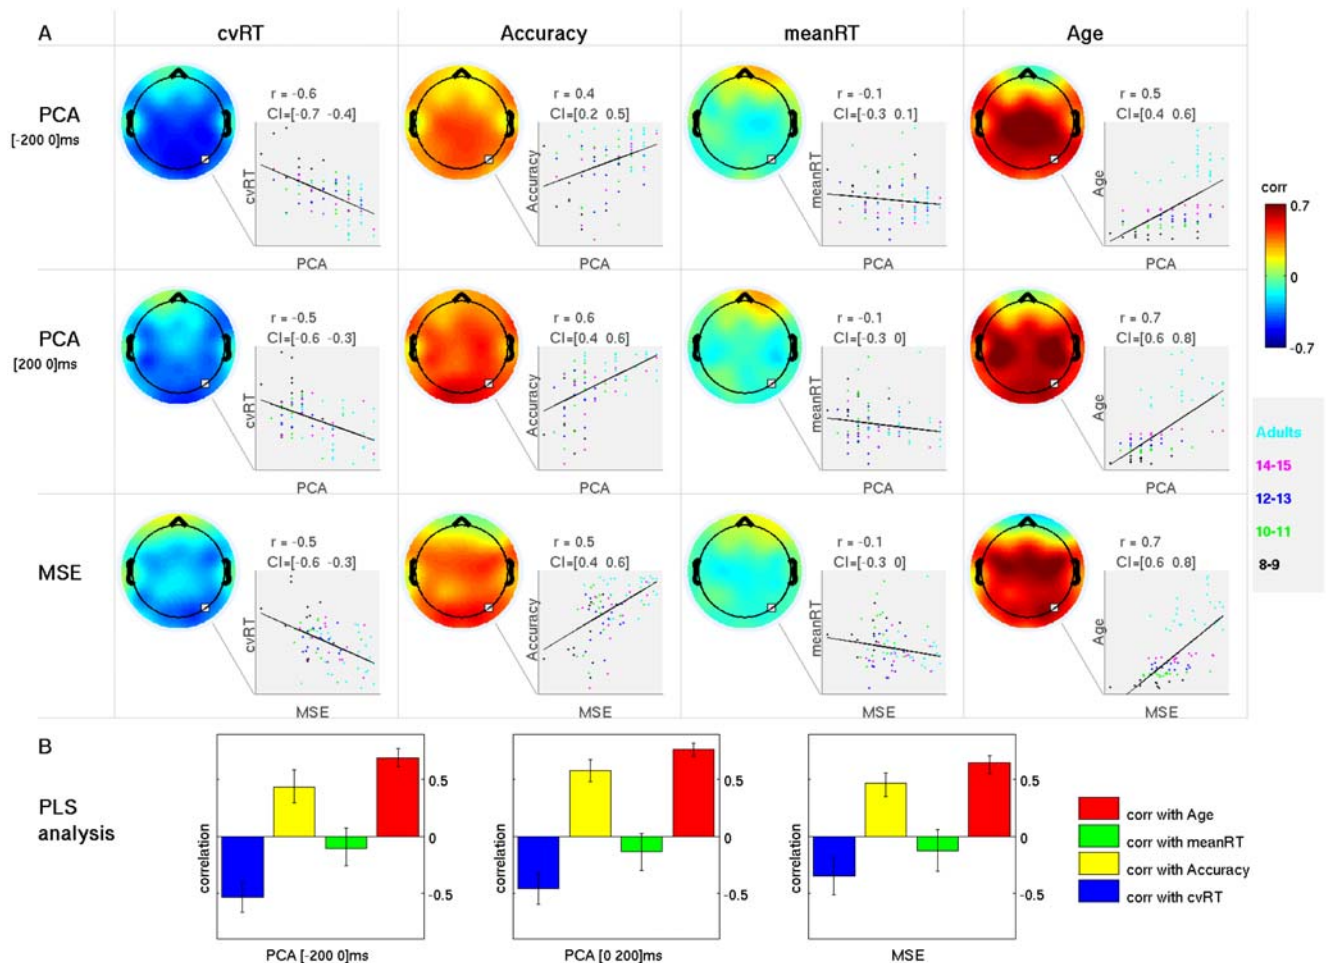 A cvRT Accuracy meanRT Age
PCA
[-200 0]ms
r = -0.6
CI=[-0.7 -0.4]
cvRT
PCA
r = 0.4
CI=[0.2 0.5]
Accuracy
PCA
r = -0.1
CI=[-0.3 0.1]
meanRT
PCA
r = 0.5
CI=[0.4 0.6]
Age
PCA
corr
0.7
0
-0.7
PCA
[200 0]ms
r = -0.5
CI=[-0.6 -0.3]
cvRT
PCA
r = 0.6
CI=[0.4 0.6]
Accuracy
PCA
r = -0.1
CI=[-0.3 0]
meanRT
PCA
r = 0.7
CI=[0.6 0.8]
Age
PCA
Adults
14-15
12-13
10-11
8-9
MSE
r = -0.5
CI=[-0.6 -0.3]
cvRT
MSE
r = 0.5
CI=[0.4 0.6]
Accuracy
MSE
r = -0.1
CI=[-0.3 0]
meanRT
MSE
r = 0.7
CI=[0.6 0.8]
Age
MSE
B
PLS
analysis
correlation
0.5
0
-0.5
PCA [-200 0]ms
correlation
0.5
0
-0.5
PCA [0 200]ms
correlation
0.5
0
-0.5
MSE
corr with Age
corr with meanRT
corr with Accuracy
corr with cvRT